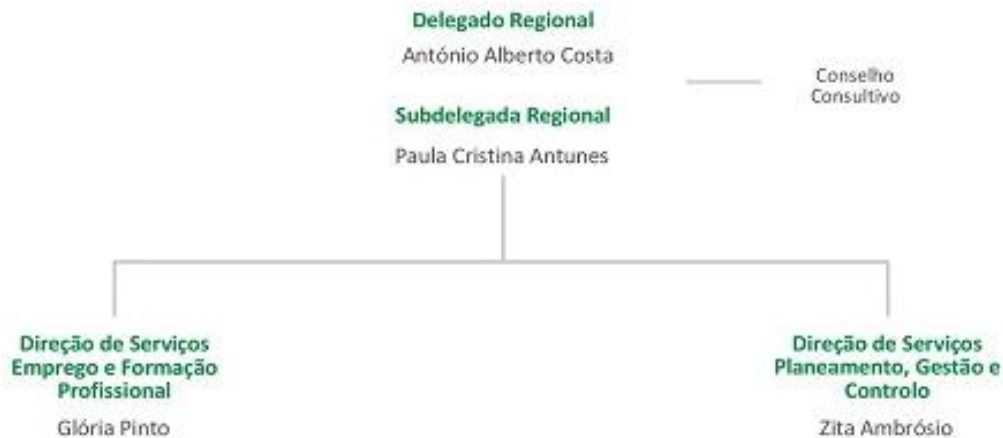 Delegado Regional
António Alberto Costa
Conselho
Consultivo
Subdelegada Regional
Paula Cristina Antunes
Direção de Serviços
Emprego e Formação
Profissional
Glória Pinto
Direção de Serviços
Planeamento, Gestão e
Controlo
Zita Ambrósio